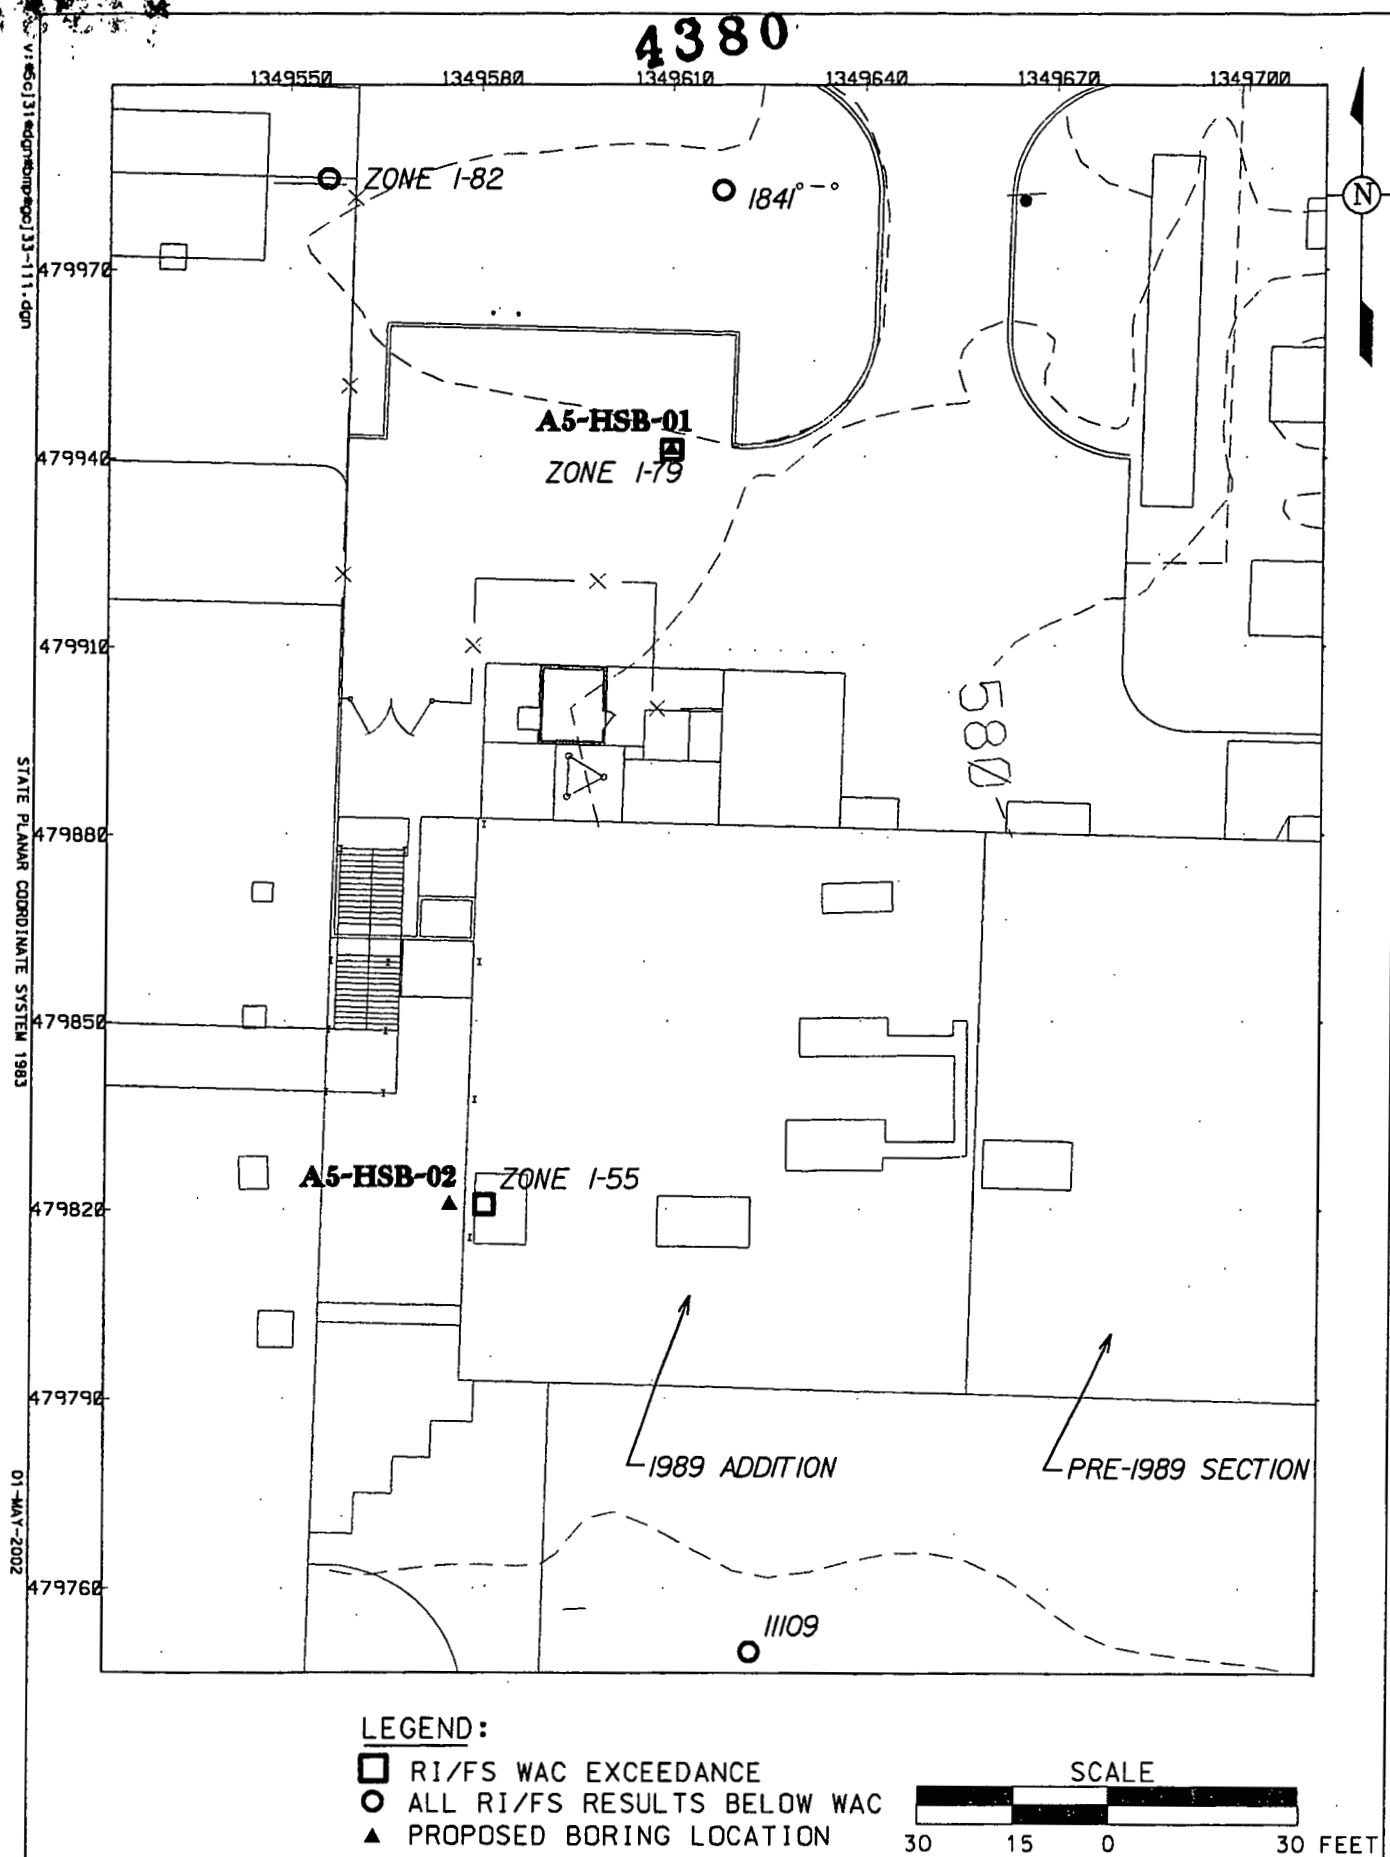 4380
1349550 1349580 1349610 1349640 1349670 1349700
ZONE 1-82
1841
N
479970
A5-HSB-01
479940
ZONE 1-79
479910
580
479880
STATE PLANAR COORDINATE SYSTEM 1983
479850
A5-HSB-02
ZONE 1-55
479820
479790
1989 ADDITION
PRE-1989 SECTION
01-MAY-2002
479760
11109
LEGEND:
RI/FS WAC EXCEEDANCE
ALL RI/FS RESULTS BELOW WAC
PROPOSED BORING LOCATION
SCALE
30 15 0 30 FEET